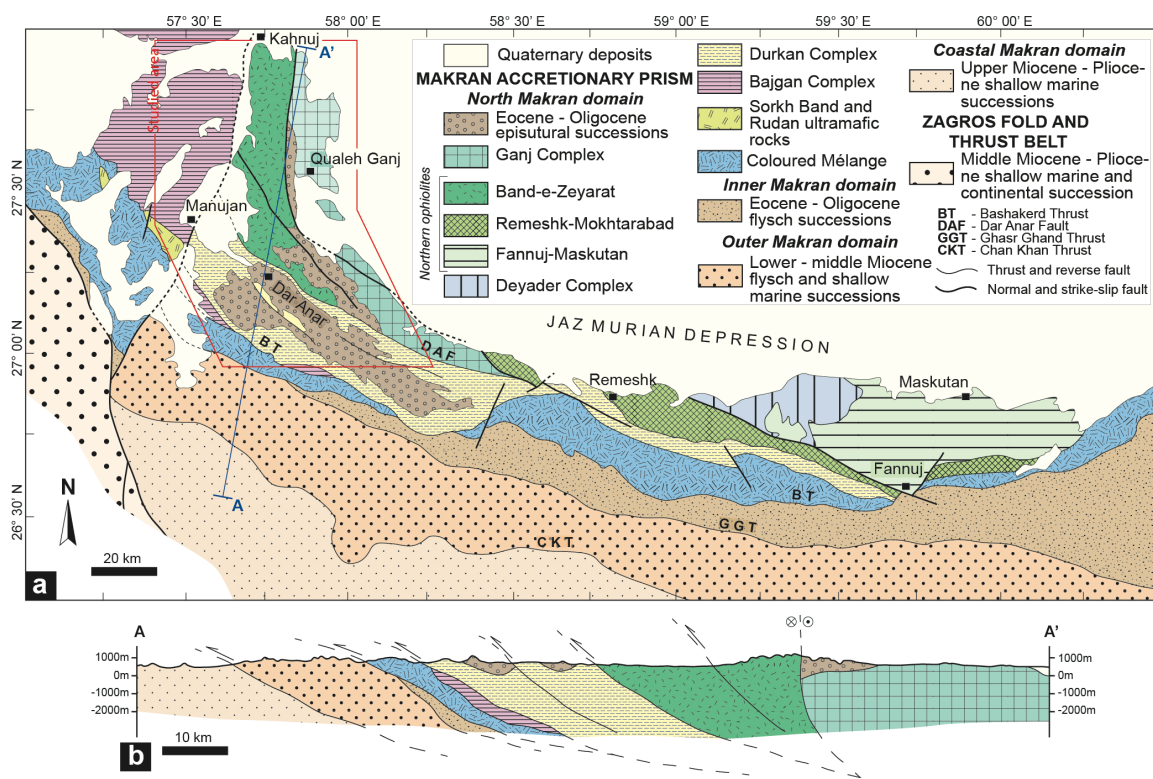 57° 30' E
58° 00' E
58° 30' E
59° 00' E
59° 30' E
60° 00' E
27° 30' N
27° 00' N
26° 30' N
Kahnuj
A'
Studied area
Qualeh Ganj
Manujan
Dar Anar
BT
DAF
JAZ MURIAN DEPRESSION
Remeshk
Maskutan
Fannuj
BT
GGT
CKT
A
N
20 km
a
Quaternary deposits
MAKRAN ACCRETIONARY PRISM
North Makran domain
Eocene - Oligocene
episutural successions
Ganj Complex
Northern ophiolites
Band-e-Zeyarat
Remeshk-Mokhtarabad
Fannuj-Maskutan
Deyader Complex
Durkan Complex
Bajgan Complex
Sorkh Band and
Rudan ultramafic
rocks
Coloured Mélange
Inner Makran domain
Eocene - Oligocene
flysch successions
Outer Makran domain
Lower - middle Miocene
flysch and shallow
marine successions
Coastal Makran domain
Upper Miocene - Plioce-
ne shallow marine
successions
ZAGROS FOLD AND
THRUST BELT
Middle Miocene - Plioce-
ne shallow marine and
continental succession
BT - Bashakerd Thrust
DAF - Dar Anar Fault
GGT - Ghasr Ghand Thrust
CKT - Chan Khan Thrust
Thrust and reverse fault
Normal and strike-slip fault
A
A'
1000m
0m
-1000m
-2000m
1000m
0m
-1000m
-2000m
b
10 km